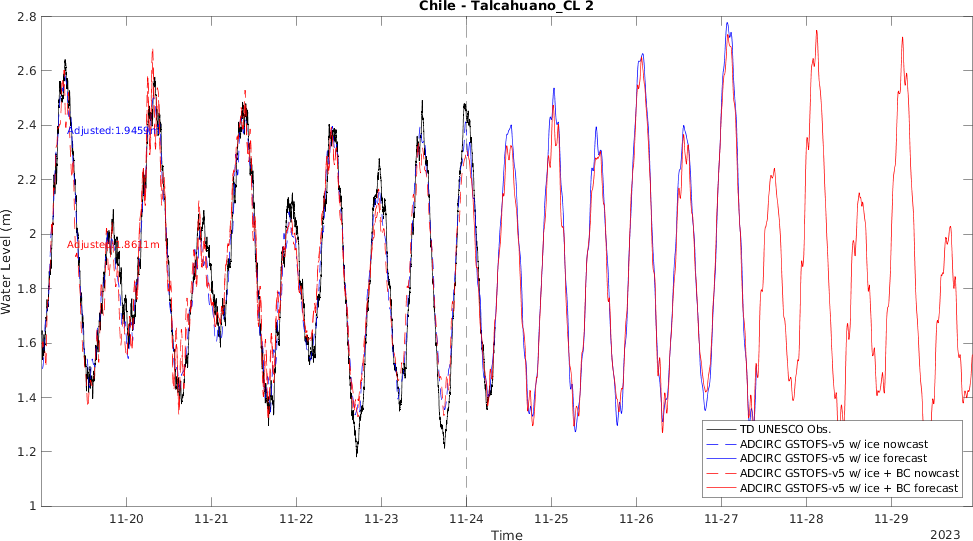 Chile - Talcahuano_CL 2
2.8
2.6
2.4
2.2
2
1.8
1.6
1.4
1.2
1
Water Level (m)
Adjusted:1.9459m
Adjusted:1.8611m
TD UNESCO Obs.
ADCIRC GSTOFS-v5 w/ ice nowcast
ADCIRC GSTOFS-v5 w/ ice forecast
ADCIRC GSTOFS-v5 w/ ice + BC nowcast
ADCIRC GSTOFS-v5 w/ ice + BC forecast
11-20 11-21 11-22 11-23 11-24 11-25 11-26 11-27 11-28 11-29
Time
2023